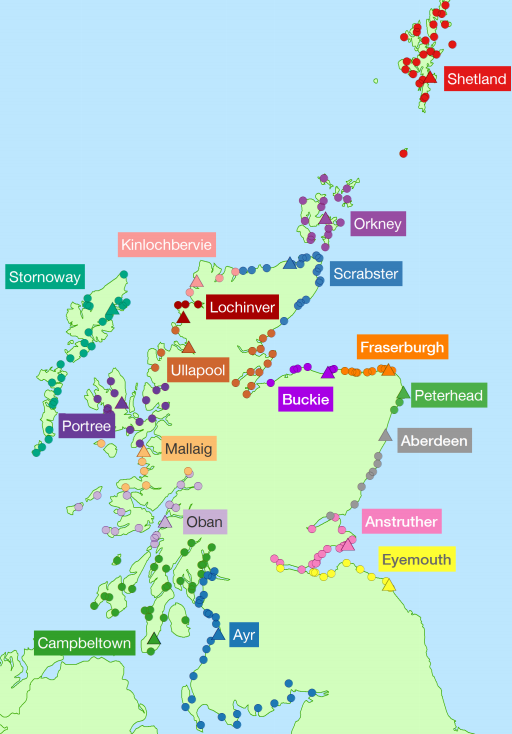 Shetland
Orkney
Kinlochbervie
Scrabster
Stornoway
Lochinver
Fraserburgh
Ullapool
Buckie
Peterhead
Portree
Aberdeen
Mallaig
Oban
Anstruther
Eyemouth
Campbeltown
Ayr